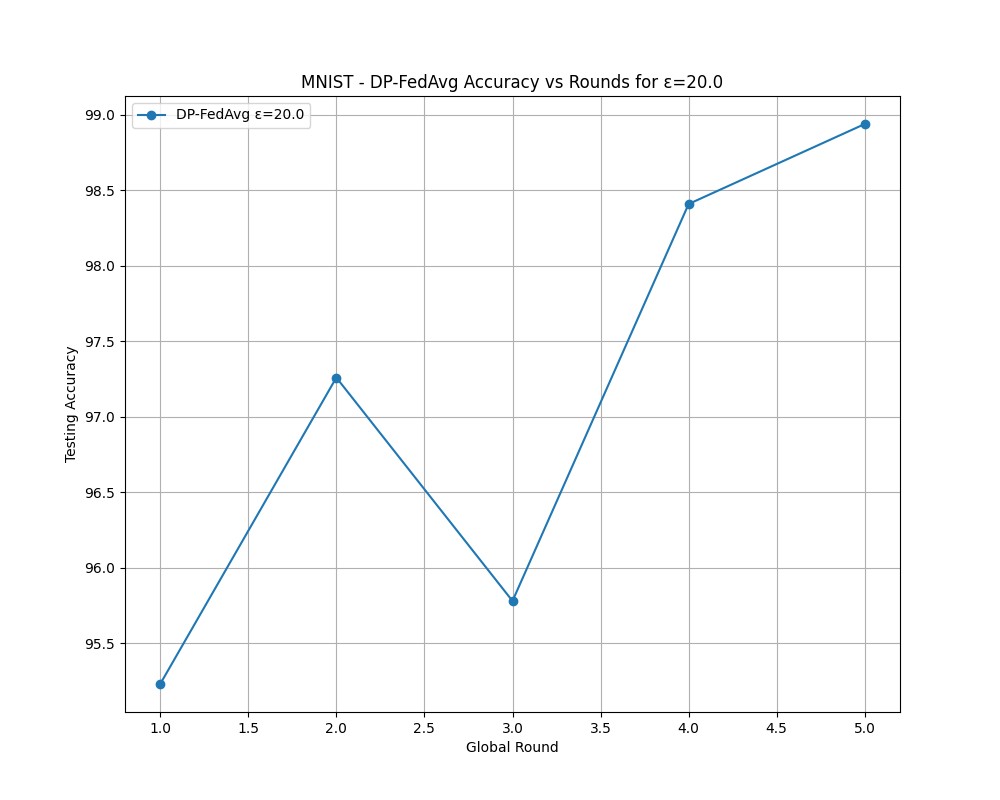 MNIST - DP-FedAvg Accuracy vs Rounds for ε=20.0
DP-FedAvg ε=20.0
99.0
98.5
98.0
97.5
97.0
96.5
96.0
95.5
Testing Accuracy
1.0 1.5 2.0 2.5 3.0 3.5 4.0 4.5 5.0
Global Round